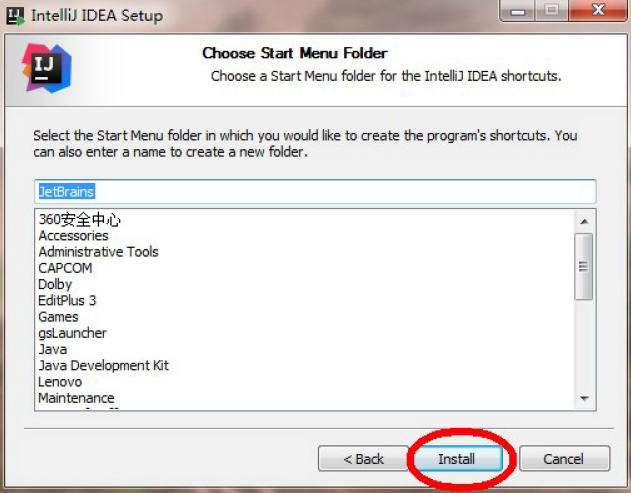 IntelliJ IDEA Setup
IJ
Choose Start Menu Folder
Choose a Start Menu folder for the IntelliJ IDEA shortcuts.
Select the Start Menu folder in which you would like to create the program's shortcuts. You
can also enter a name to create a new folder.
JetBrains
360安全中心
Accessories
Administrative Tools
CAPCOM
Dolby
EditPlus 3
Games
gsLauncher
Java
Java Development Kit
Lenovo
Maintenance
< Back
Install
Cancel